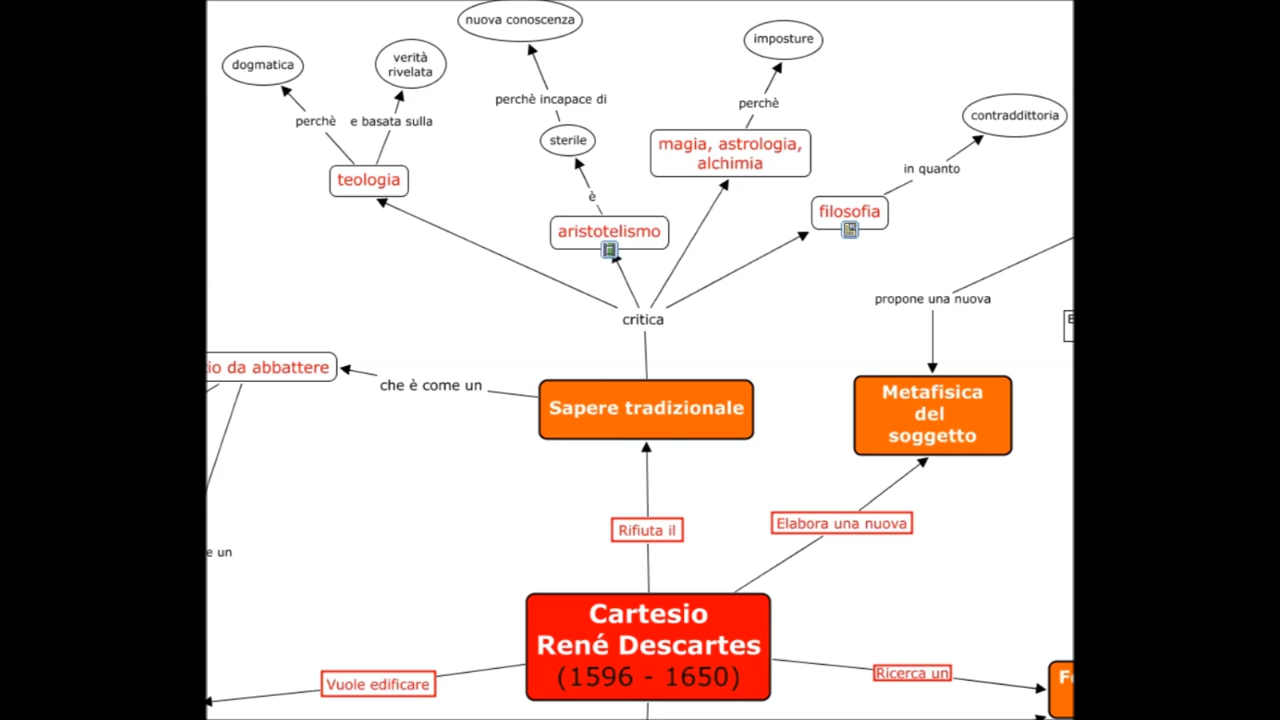 nuova conoscenza
imposture
dogmatica
verità
rivelata
perchè incapace di
perchè
contraddittoria
perchè
e basata sulla
sterile
magia, astrologia,
alchimia
in quanto
teologia
è
filosofia
aristotelismo
propone una nuova
critica
io da abbattere
che è come un
Sapere tradizionale
Metafisica
del
soggetto
Rifiuta il
Elabora una nuova
e un
Cartesio
René Descartes
(1596 - 1650)
Vuole edificare
Ricerca un